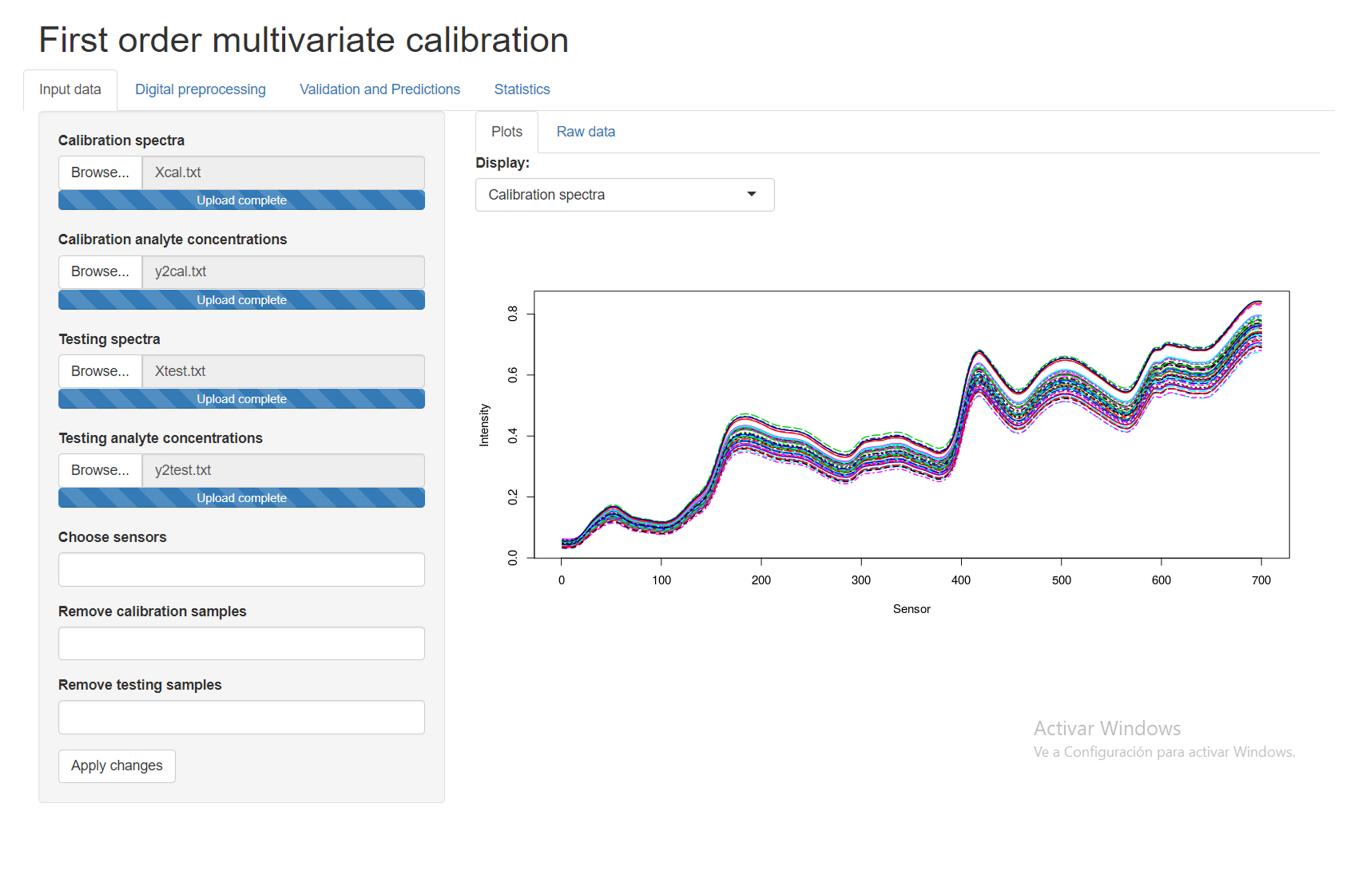 First order multivariate calibration
Input data Digital preprocessing Validation and Predictions Statistics
Calibration spectra
Browse... Xcal.txt
Upload complete
Calibration analyte concentrations
Browse... y2cal.txt
Upload complete
Testing spectra
Browse... Xtest.txt
Upload complete
Testing analyte concentrations
Browse... y2test.txt
Upload complete
Choose sensors
Remove calibration samples
Remove testing samples
Apply changes
Plots Raw data
Display:
Calibration spectra
Intensity
0.8
0.6
0.4
0.2
0.0
0 100 200 300 400 500 600 700
Sensor
Activar Windows
Ve a Configuración para activar Windows.